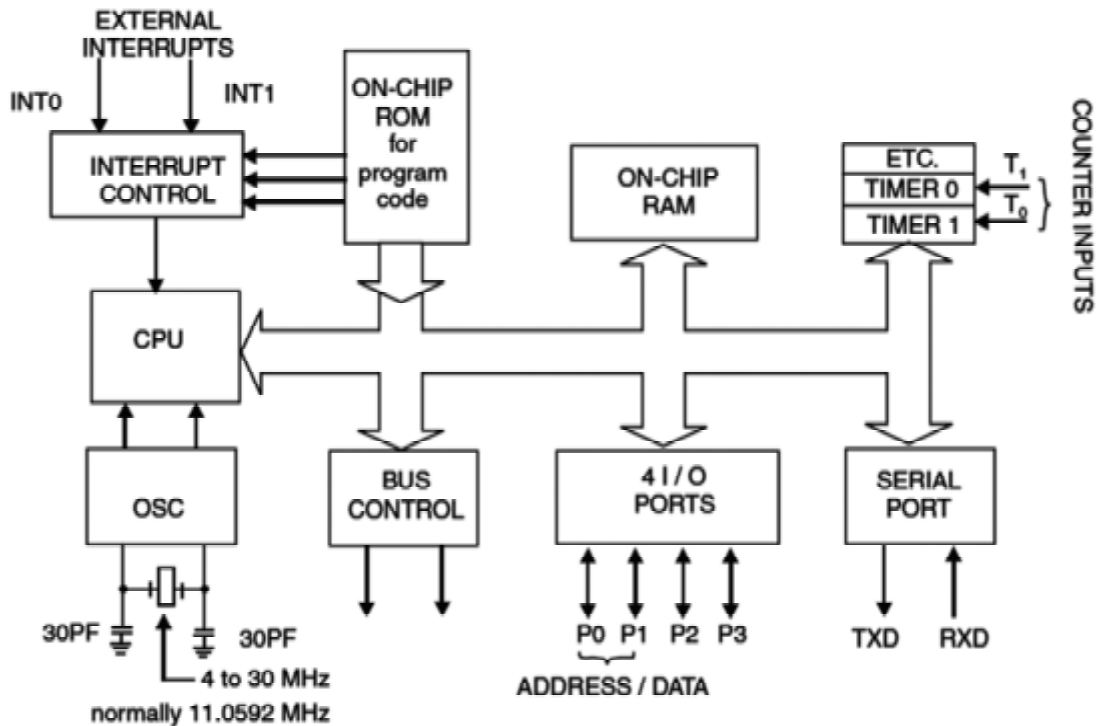 EXTERNAL
INTERRUPTS
INT0
INT1
INTERRUPT
CONTROL
ON-CHIP
ROM
for
program
code
ON-CHIP
RAM
ETC.
TIMER 0
TIMER 1
T1
T0
COUNTER INPUTS
CPU
OSC
BUS
CONTROL
4 I / O
PORTS
SERIAL
PORT
30PF
30PF
4 to 30 MHz
normally 11.0592 MHz
P0 P1 P2 P3
ADDRESS / DATA
TXD RXD